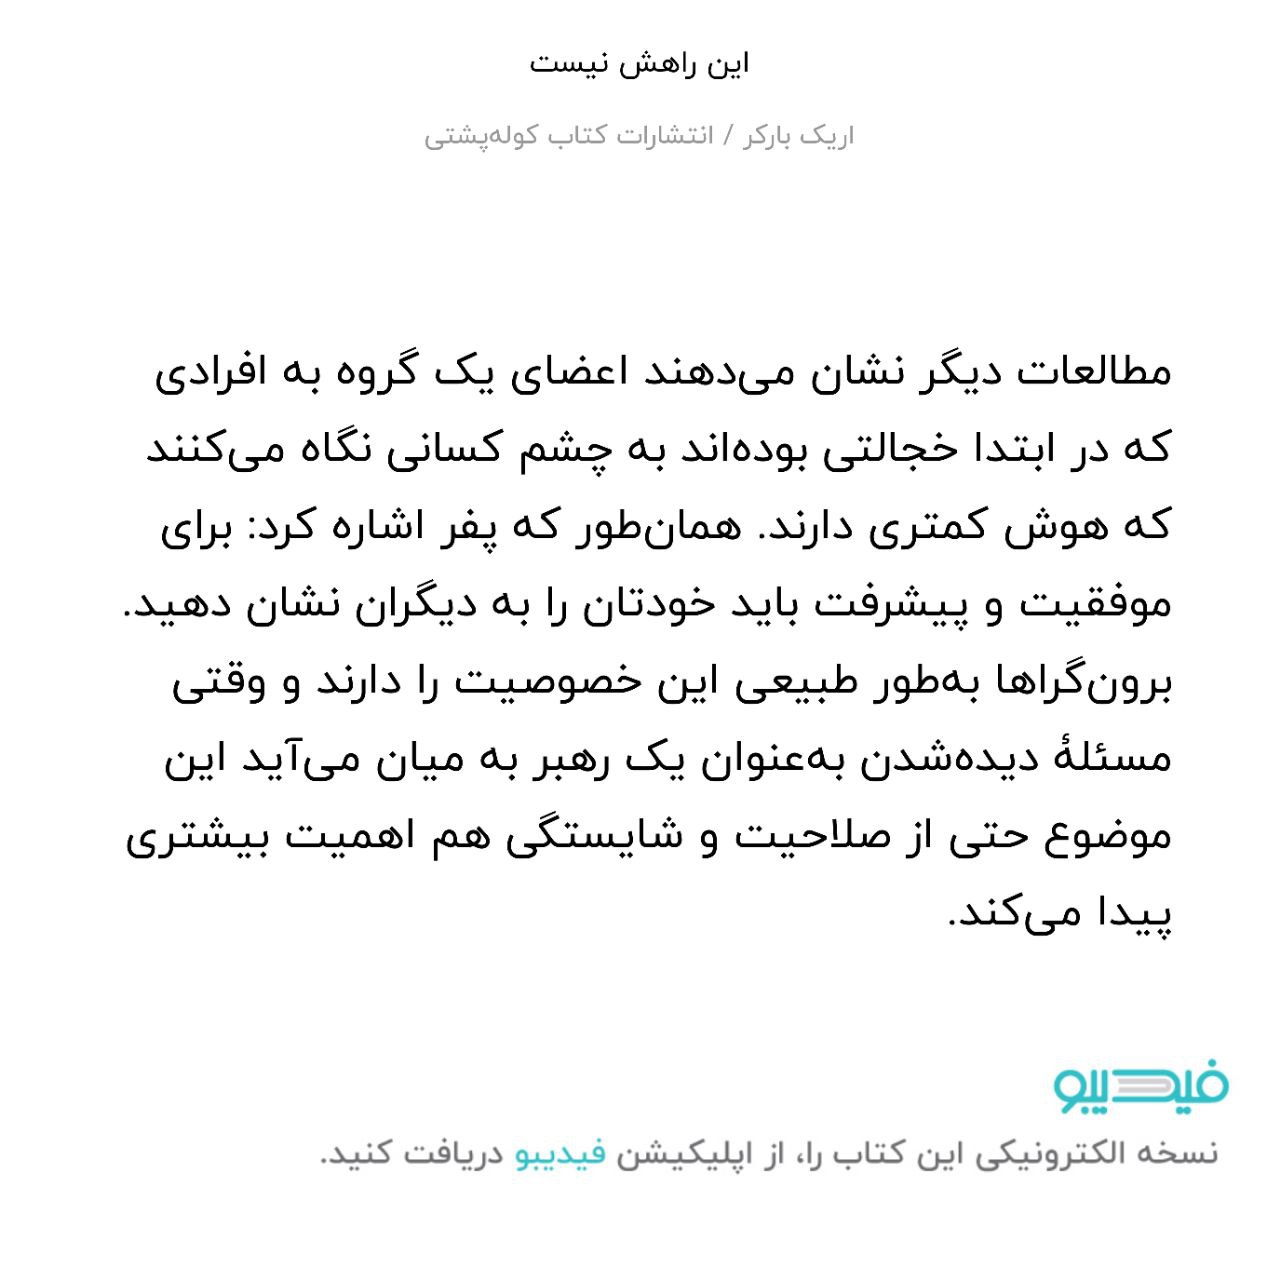 این راهش نیست
اریک بارکر / انتشارات کتاب کوله‌پشتی
مطالعات دیگر نشان می‌دهند اعضای یک گروه به افرادی
که در ابتدا خجالتی بوده‌اند به چشم کسانی نگاه می‌کنند
که هوش کمتری دارند. همان‌طور که پفر اشاره کرد: برای
موفقیت و پیشرفت باید خودتان را به دیگران نشان دهید.
برون‌گراها به‌طور طبیعی این خصوصیت را دارند و وقتی
مسئلهٔ دیده‌شدن به‌عنوان یک رهبر به میان می‌آید این
موضوع حتی از صلاحیت و شایستگی هم اهمیت بیشتری
پیدا می‌کند.
فیدیبو
نسخه الکترونیکی این کتاب را، از اپلیکیشن فیدیبو دریافت کنید.